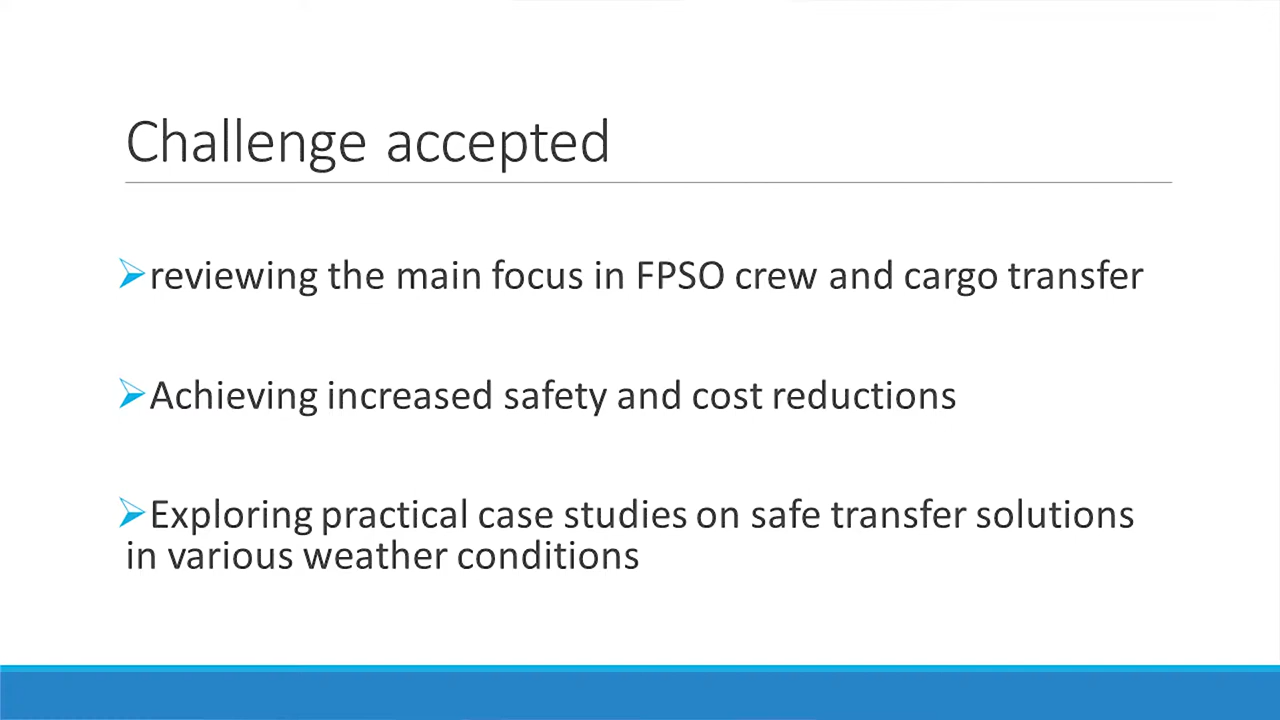 Challenge accepted
reviewing the main focus in FPSO crew and cargo transfer
Achieving increased safety and cost reductions
Exploring practical case studies on safe transfer solutions
in various weather conditions